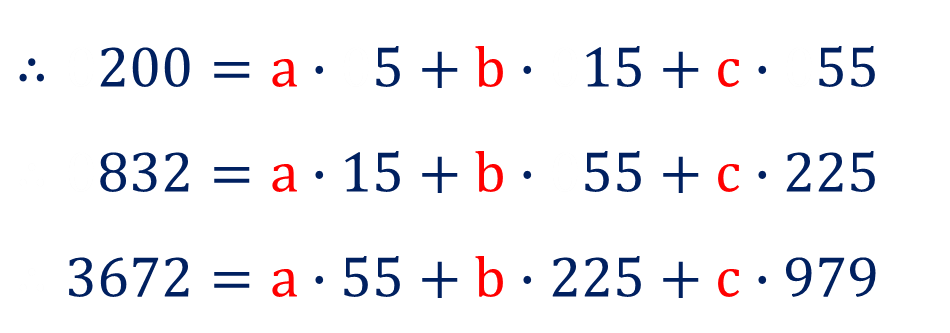 ∴ 200 = a · 5 + b · 15 + c · 55
832 = a · 15 + b · 55 + c · 225
3672 = a · 55 + b · 225 + c · 979